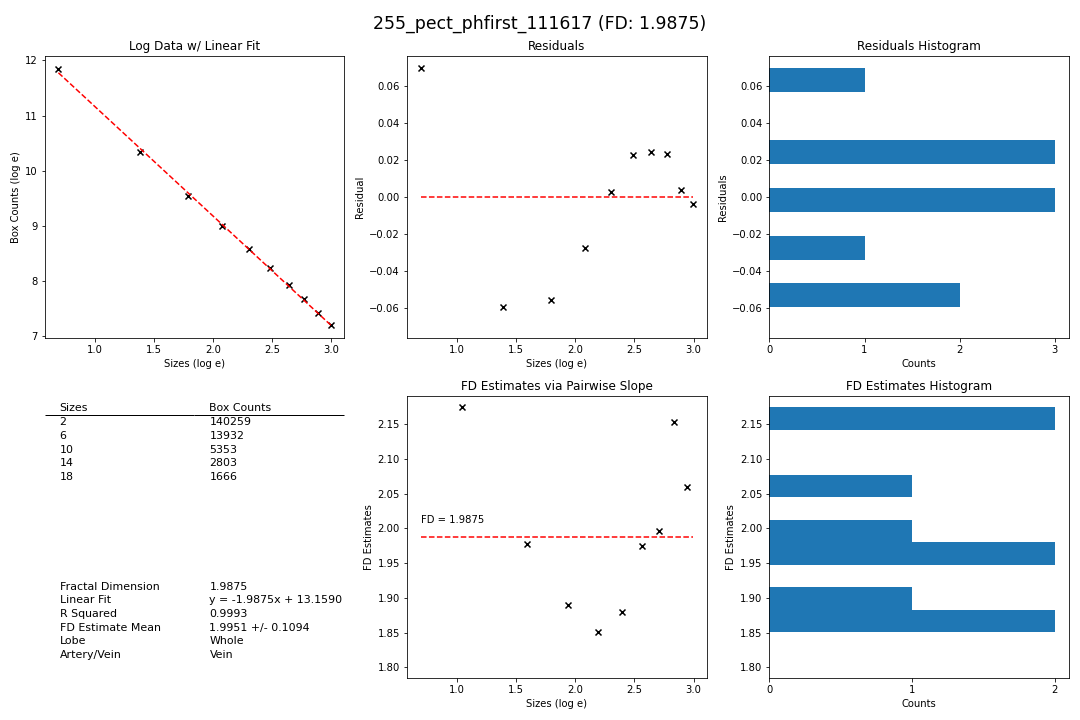 255_pect_phfirst_111617 (FD: 1.9875)
Log Data w/ Linear Fit
Box Counts (log e)
12
11
10
9
8
7
1.0 1.5 2.0 2.5 3.0
Sizes (log e)
Residuals
Residual
0.06
0.04
0.02
0.00
−0.02
−0.04
−0.06
1.0 1.5 2.0 2.5 3.0
Sizes (log e)
Residuals Histogram
Residuals
0.06
0.04
0.02
0.00
−0.02
−0.04
−0.06
0 1 2 3
Counts
Sizes Box Counts
2 140259
6 13932
10 5353
14 2803
18 1666
Fractal Dimension 1.9875
Linear Fit y = -1.9875x + 13.1590
R Squared 0.9993
FD Estimate Mean 1.9951 +/- 0.1094
Lobe Whole
Artery/Vein Vein
FD Estimates via Pairwise Slope
FD Estimates
2.15
2.10
2.05
2.00
1.95
1.90
1.85
1.80
FD = 1.9875
1.0 1.5 2.0 2.5 3.0
Sizes (log e)
FD Estimates Histogram
FD Estimates
2.15
2.10
2.05
2.00
1.95
1.90
1.85
1.80
0 1 2
Counts